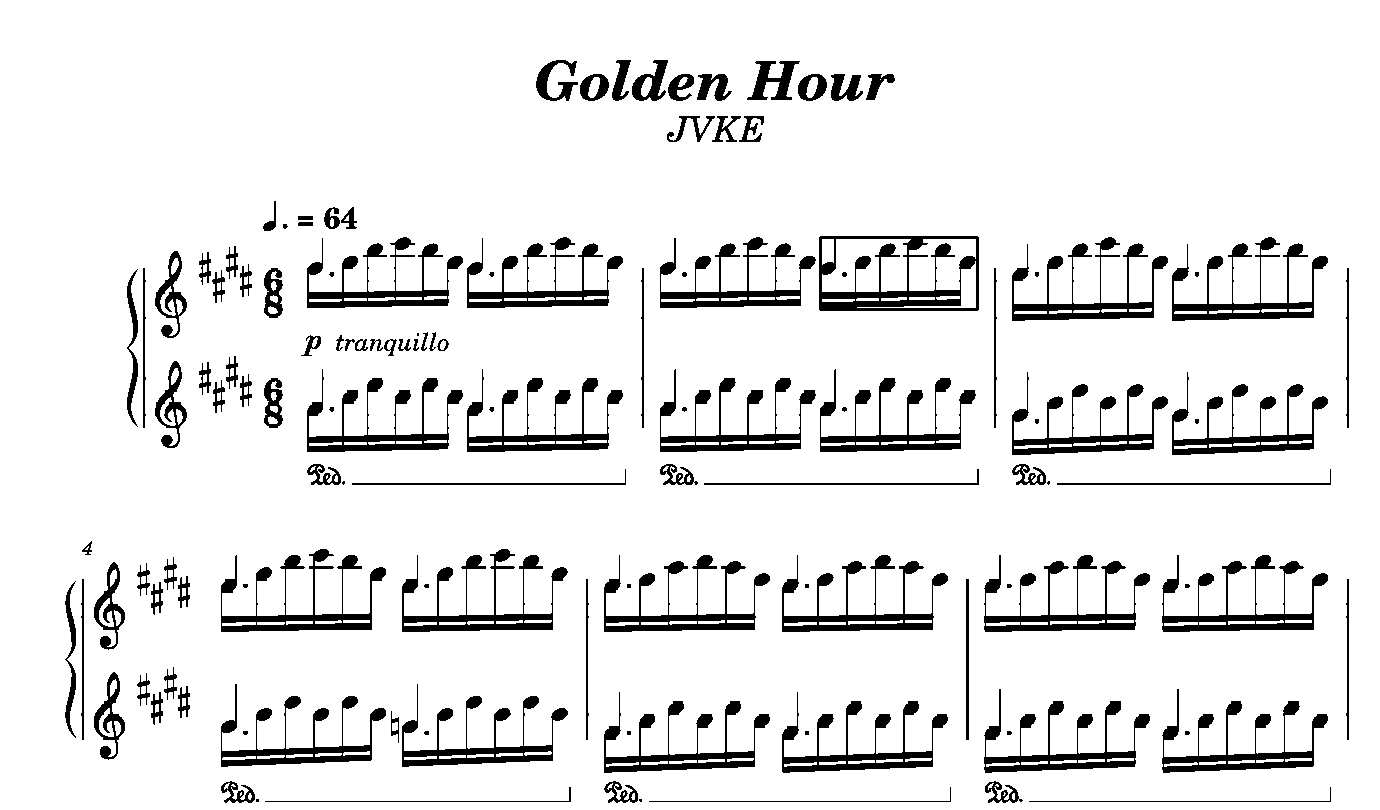 Golden Hour
JVKE
♩. = 64
6
8
p tranquillo
6
8
Ped. Ped. Ped.
4
Ped. Ped. Ped.